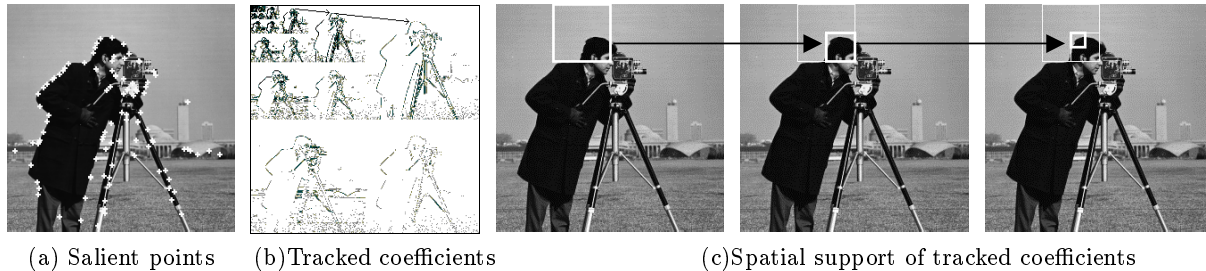 (a) Salient points (b)Tracked coefficients (c)Spatial support of tracked coefficients